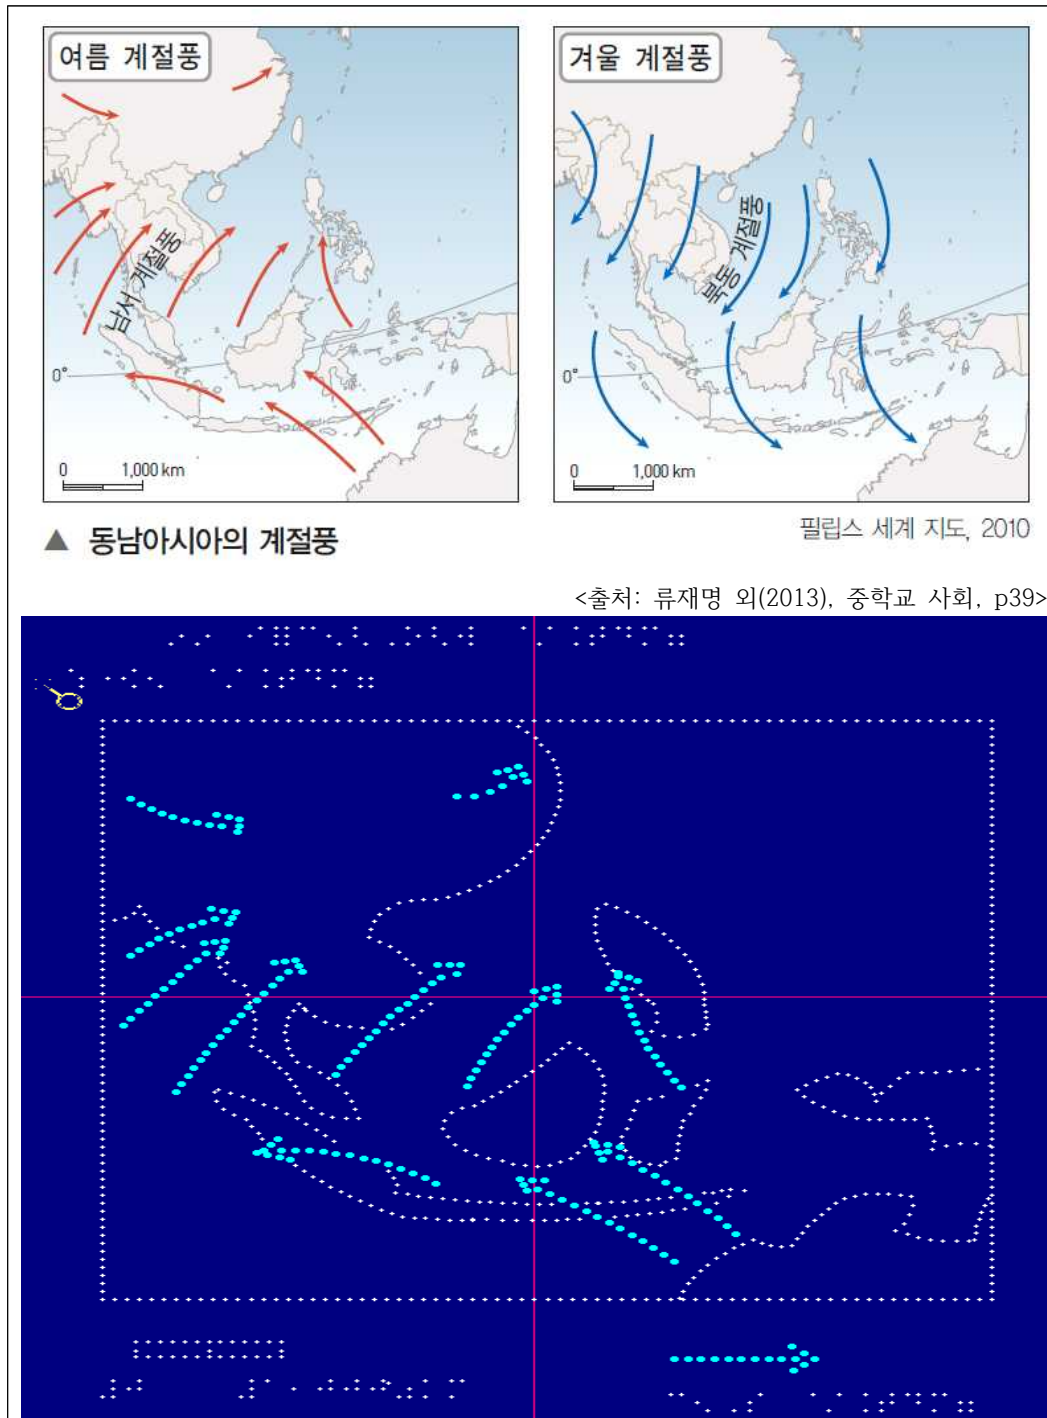 여름 계절풍
겨울 계절풍
남서 계절풍
북동 계절풍
0°
0°
0 1,000 km
0 1,000 km
▲ 동남아시아의 계절풍
필립스 세계 지도, 2010
<출처: 류재명 외(2013), 중학교 사회, p39>